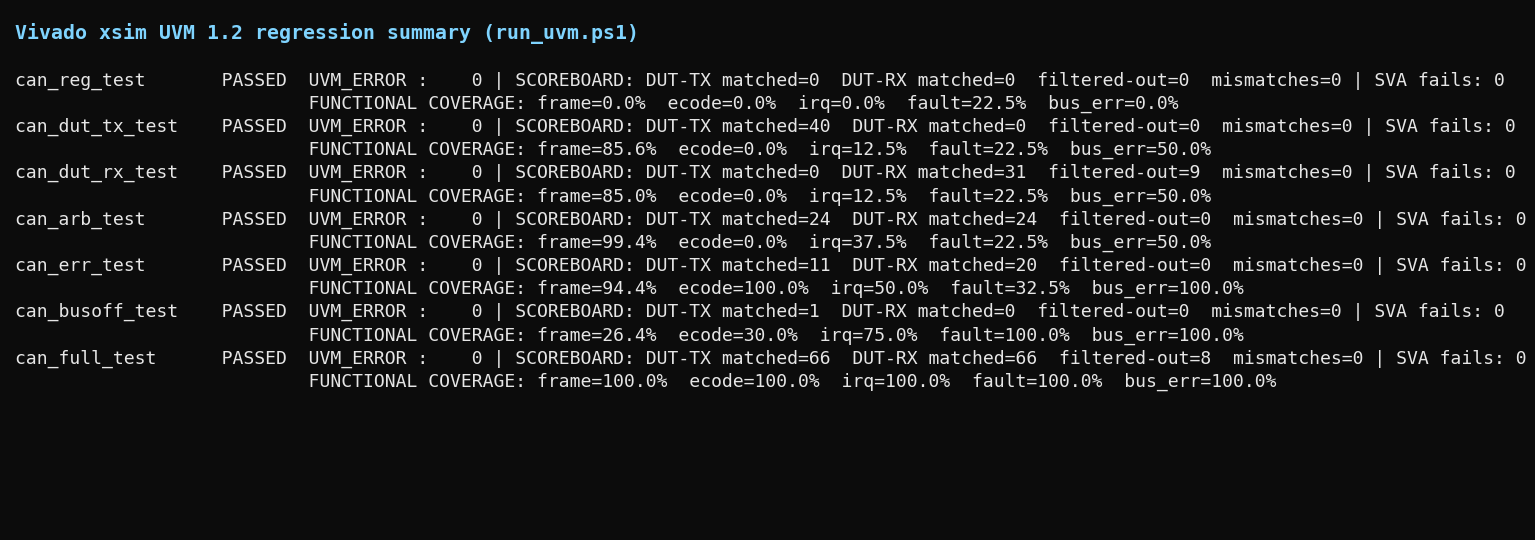 Vivado xsim UVM 1.2 regression summary (run_uvm.ps1)
can_reg_test       PASSED  UVM_ERROR :    0 | SCOREBOARD: DUT-TX matched=0  DUT-RX matched=0  filtered-out=0  mismatches=0 | SVA fails: 0
FUNCTIONAL COVERAGE: frame=0.0%  ecode=0.0%  irq=0.0%  fault=22.5%  bus_err=0.0%
can_dut_tx_test    PASSED  UVM_ERROR :    0 | SCOREBOARD: DUT-TX matched=40  DUT-RX matched=0  filtered-out=0  mismatches=0 | SVA fails: 0
FUNCTIONAL COVERAGE: frame=85.6%  ecode=0.0%  irq=12.5%  fault=22.5%  bus_err=50.0%
can_dut_rx_test    PASSED  UVM_ERROR :    0 | SCOREBOARD: DUT-TX matched=0  DUT-RX matched=31  filtered-out=9  mismatches=0 | SVA fails: 0
FUNCTIONAL COVERAGE: frame=85.0%  ecode=0.0%  irq=12.5%  fault=22.5%  bus_err=50.0%
can_arb_test       PASSED  UVM_ERROR :    0 | SCOREBOARD: DUT-TX matched=24  DUT-RX matched=24  filtered-out=0  mismatches=0 | SVA fails: 0
FUNCTIONAL COVERAGE: frame=99.4%  ecode=0.0%  irq=37.5%  fault=22.5%  bus_err=50.0%
can_err_test       PASSED  UVM_ERROR :    0 | SCOREBOARD: DUT-TX matched=11  DUT-RX matched=20  filtered-out=0  mismatches=0 | SVA fails: 0
FUNCTIONAL COVERAGE: frame=94.4%  ecode=100.0%  irq=50.0%  fault=32.5%  bus_err=100.0%
can_busoff_test    PASSED  UVM_ERROR :    0 | SCOREBOARD: DUT-TX matched=1  DUT-RX matched=0  filtered-out=0  mismatches=0 | SVA fails: 0
FUNCTIONAL COVERAGE: frame=26.4%  ecode=30.0%  irq=75.0%  fault=100.0%  bus_err=100.0%
can_full_test      PASSED  UVM_ERROR :    0 | SCOREBOARD: DUT-TX matched=66  DUT-RX matched=66  filtered-out=8  mismatches=0 | SVA fails: 0
FUNCTIONAL COVERAGE: frame=100.0%  ecode=100.0%  irq=100.0%  fault=100.0%  bus_err=100.0%